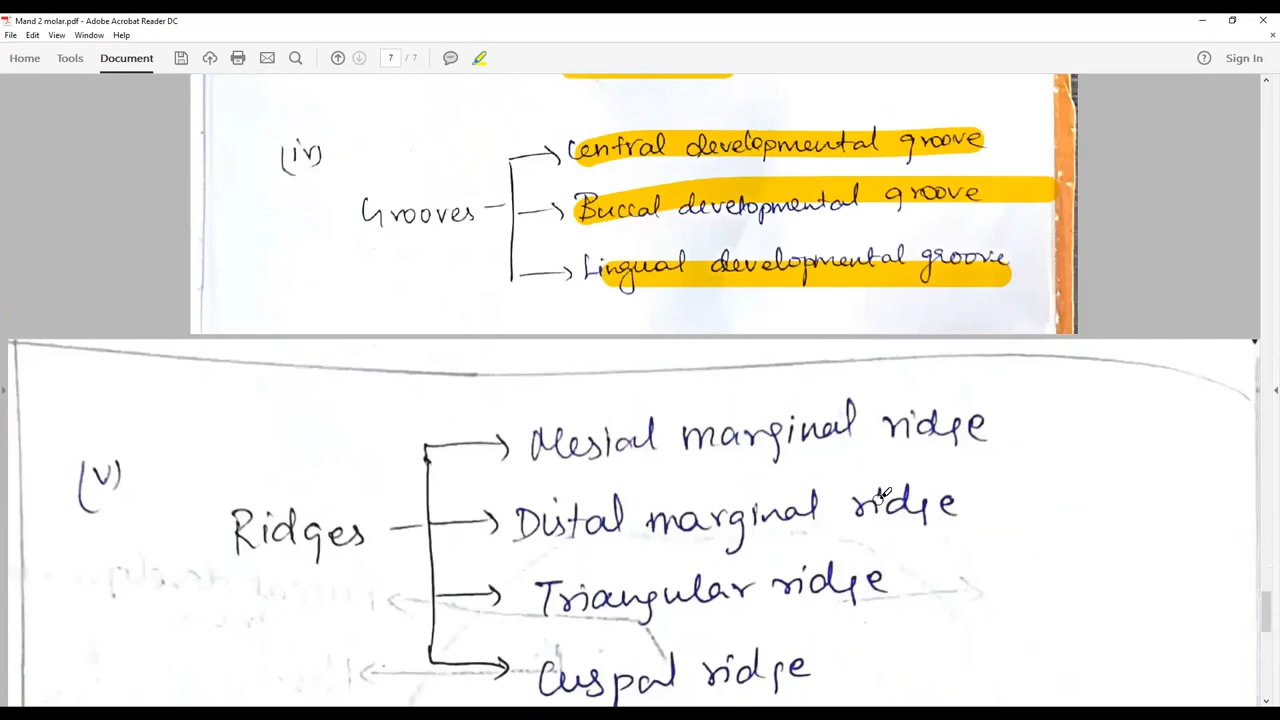 Mand 2 molar.pdf - Adobe Acrobat Reader DC
File Edit View Window Help
Home Tools Document 7 / 7 Sign In
(iv)
Grooves
Central developmental groove
Buccal developmental groove
Lingual developmental groove
(v)
Ridges
Mesial marginal ridge
Distal marginal ridge
Triangular ridge
Cuspal ridge